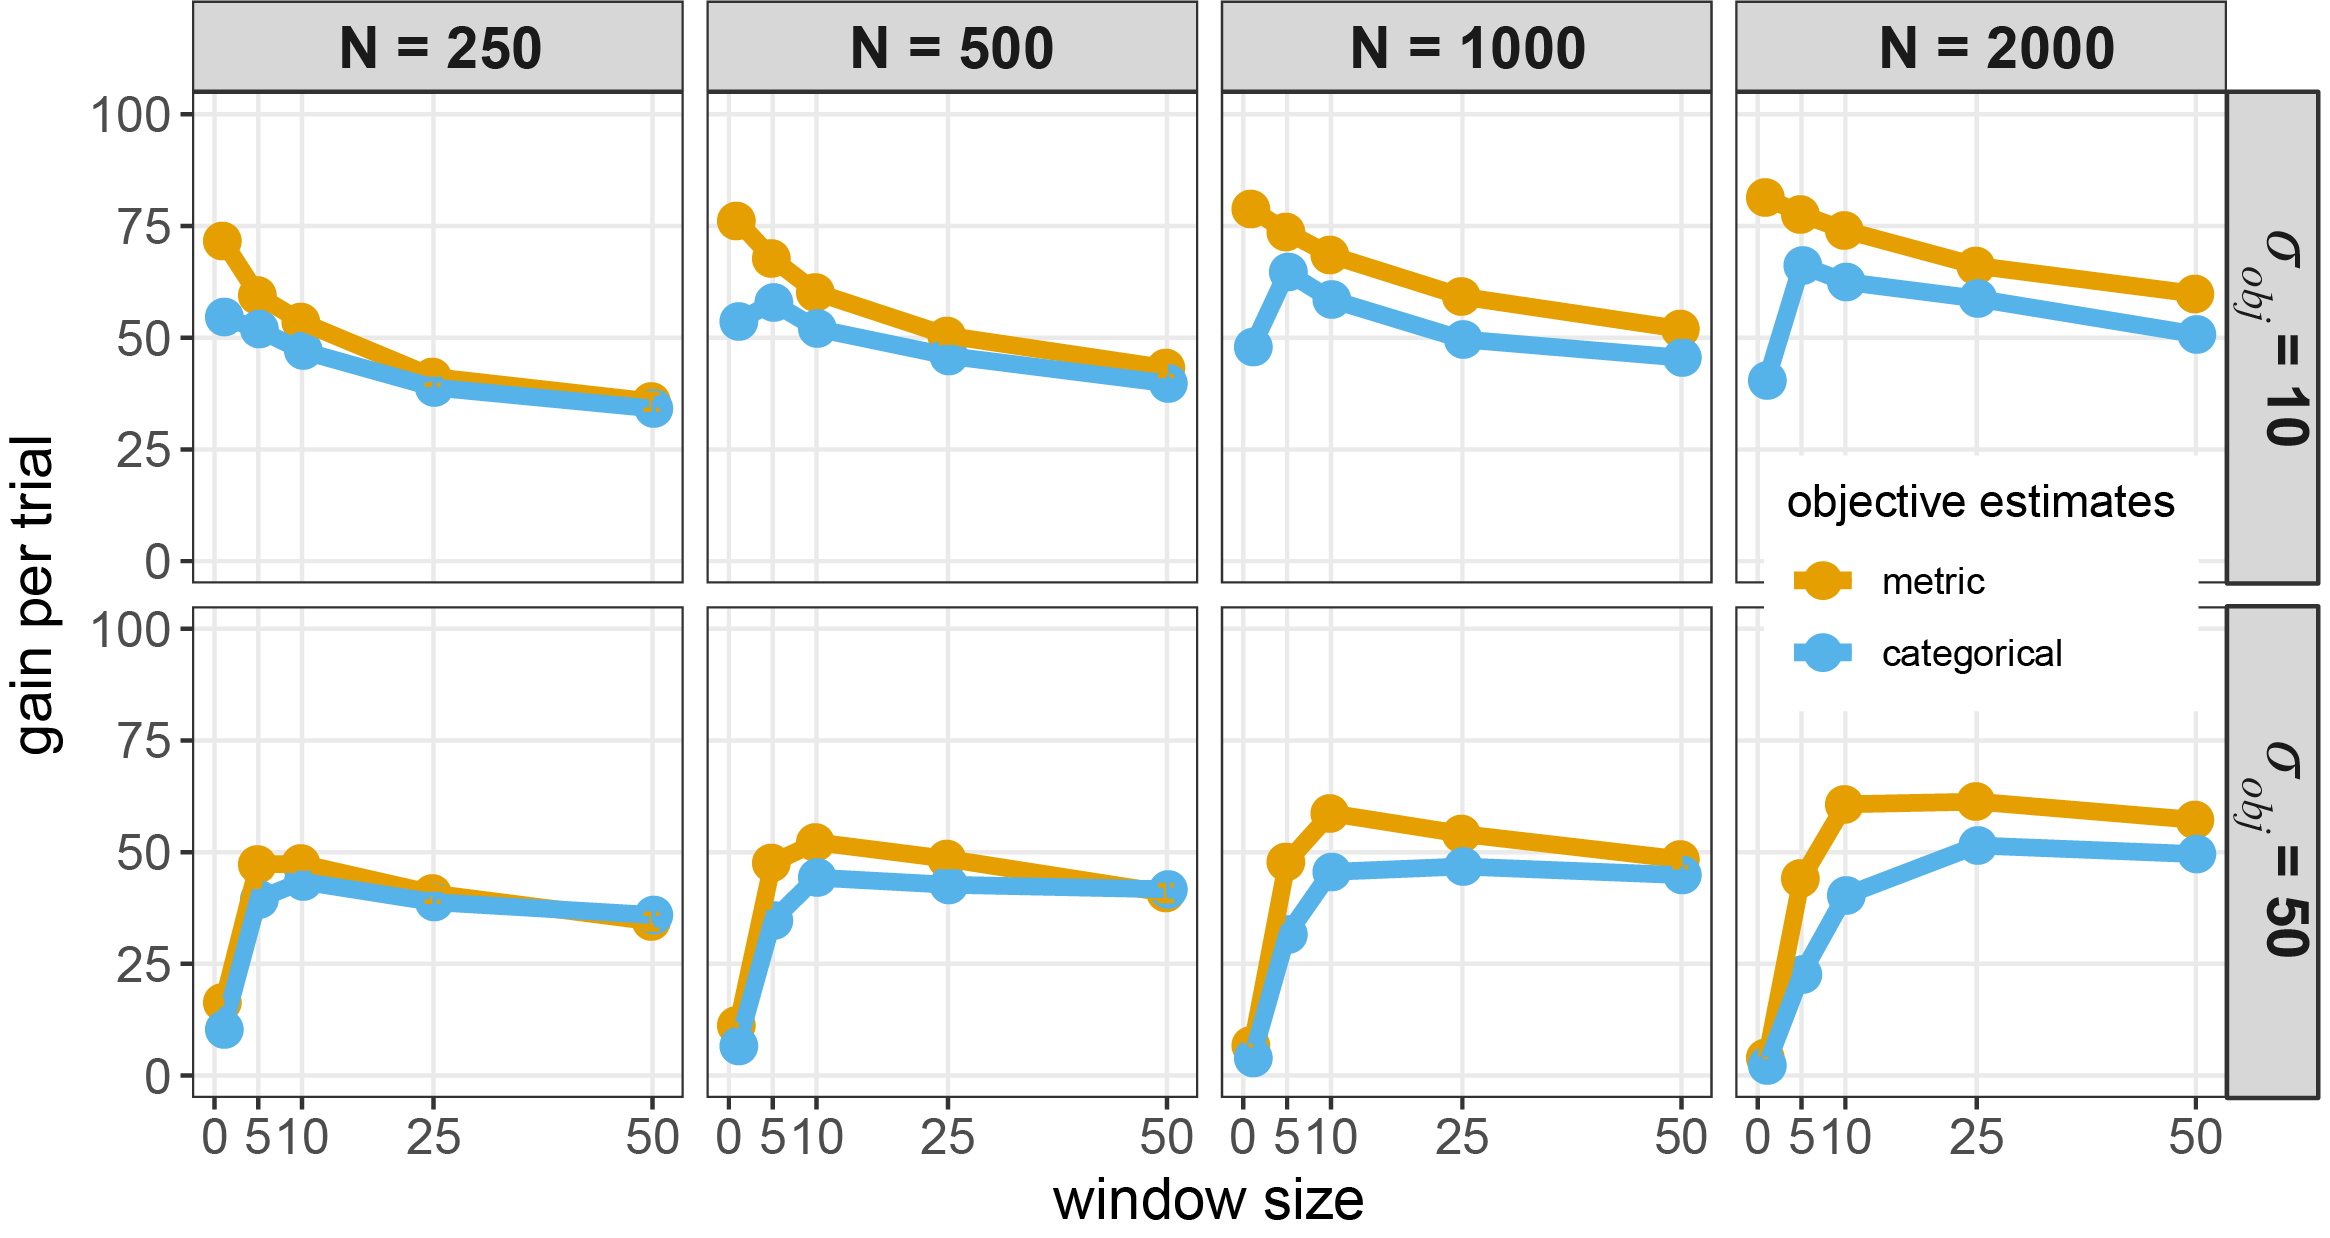 N = 250
N = 500
N = 1000
N = 2000
gain per trial
100
75
50
25
0
σobj. = 10
objective estimates
metric
categorical
100
75
50
25
0
σobj. = 50
0 5 10 25 50
0 5 10 25 50
0 5 10 25 50
0 5 10 25 50
window size